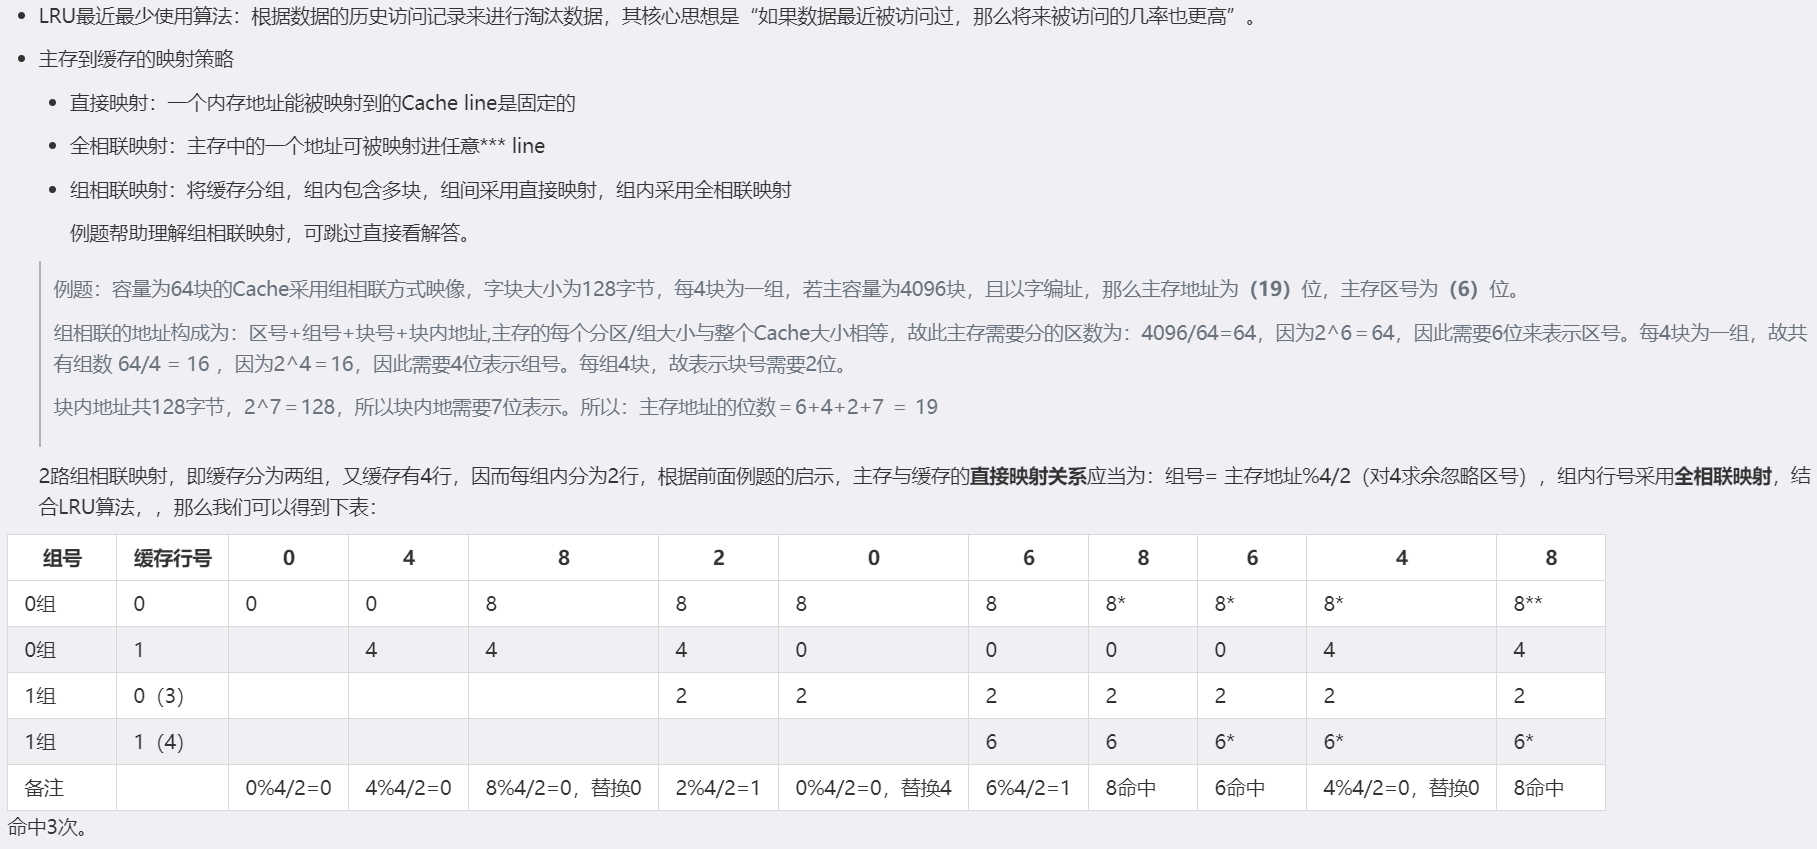 LRU最近最少使用算法：根据数据的历史访问记录来进行淘汰数据，其核心思想是“如果数据最近被访问过，那么将来被访问的几率也更高”。
主存到缓存的映射策略
直接映射：一个内存地址能被映射到的Cache line是固定的
全相联映射：主存中的一个地址可被映射进任意*** line
组相联映射：将缓存分组，组内包含多块，组间采用直接映射，组内采用全相联映射
例题帮助理解组相联映射，可跳过直接看解答。
例题：容量为64块的Cache采用组相联方式映像，字块大小为128字节，每4块为一组，若主容量为4096块，且以字编址，那么主存地址为（19）位，主存区号为（6）位。
组相联的地址构成为：区号+组号+块号+块内地址,主存的每个分区/组大小与整个Cache大小相等，故此主存需要分的区数为：4096/64=64，因为2^6＝64，因此需要6位来表示区号。每4块为一组，故共
有组数 64/4 = 16 ，因为2^4＝16，因此需要4位表示组号。每组4块，故表示块号需要2位。
块内地址共128字节，2^7＝128，所以块内地需要7位表示。所以：主存地址的位数＝6+4+2+7 ＝ 19
2路组相联映射，即缓存分为两组，又缓存有4行，因而每组内分为2行，根据前面例题的启示，主存与缓存的直接映射关系应当为：组号= 主存地址%4/2（对4求余忽略区号），组内行号采用全相联映射，结
合LRU算法，，那么我们可以得到下表：
组号 缓存行号 0 4 8 2 0 6 8 6 4 8
0组 0 0 0 8 8 8 8 8* 8* 8* 8**
0组 1 4 4 4 0 0 0 0 4 4
1组 0（3） 2 2 2 2 2 2 2
1组 1（4） 6 6 6* 6* 6*
备注 0%4/2=0 4%4/2=0 8%4/2=0，替换0 2%4/2=1 0%4/2=0，替换4 6%4/2=1 8命中 6命中 4%4/2=0，替换0 8命中
命中3次。